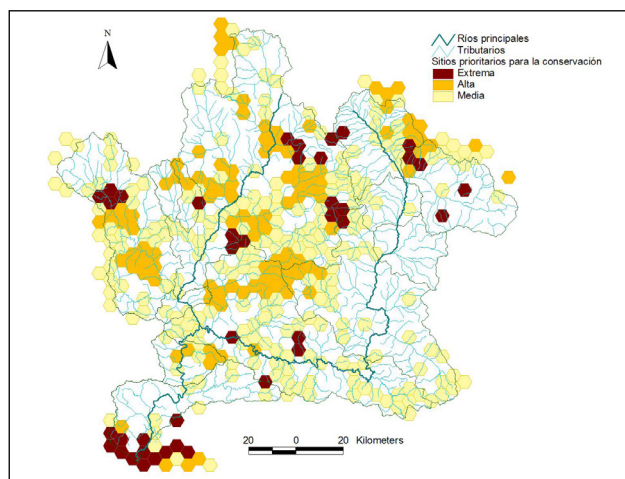 N
Ríos principales
Tributarios
Sitios prioritarios para la conservación
Extrema
Alta
Media
20 0 20 Kilometers